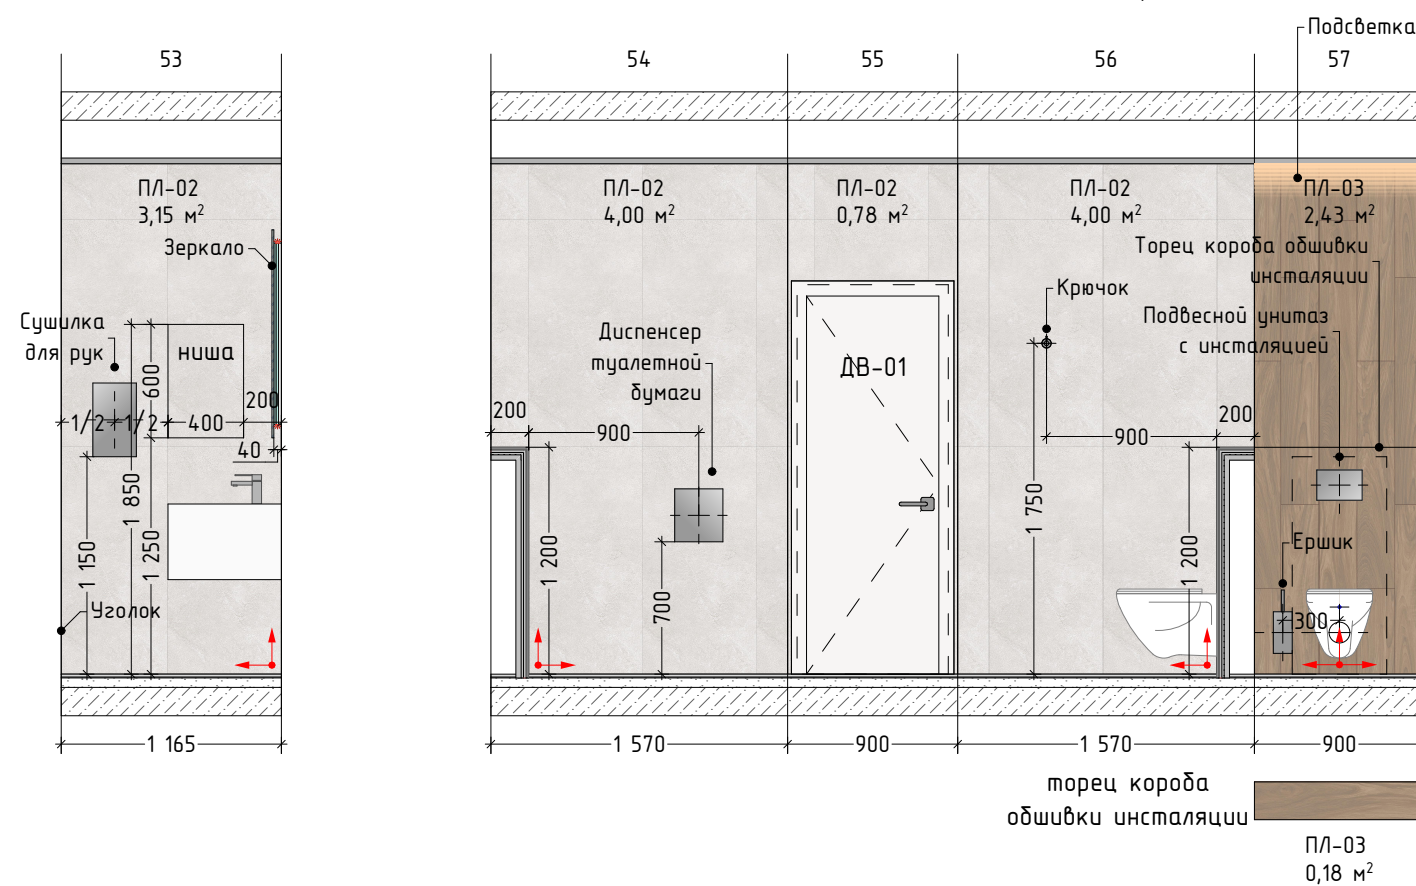 Подсветка
53
54
55
56
57
ПЛ-02
3,15 м²
ПЛ-02
4,00 м²
ПЛ-02
0,78 м²
ПЛ-02
4,00 м²
ПЛ-03
2,43 м²
Зеркало
Торец короба обшивки
инсталяции
Крючок
Подвесной унитаз
с инсталяцией
Сушилка
для рук
ниша
Диспенсер
туалетной
бумаги
ДВ-01
600
200
1/2
1/2
400
40
200
900
900
200
1 850
1 250
1 150
1 200
700
1 750
1 200
Ершик
300
Уголок
1 165
1 570
900
1 570
900
торец короба
обшивки инсталяции
ПЛ-03
0,18 м²